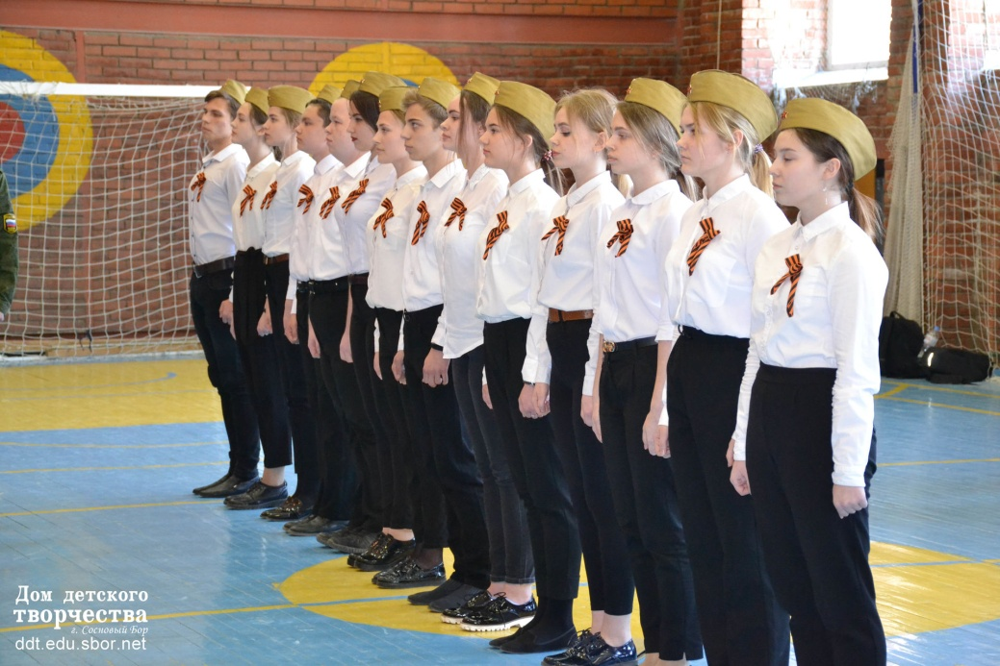 Дом детского
творчества
г. Сосновый Бор
ddt.edu.sbor.net